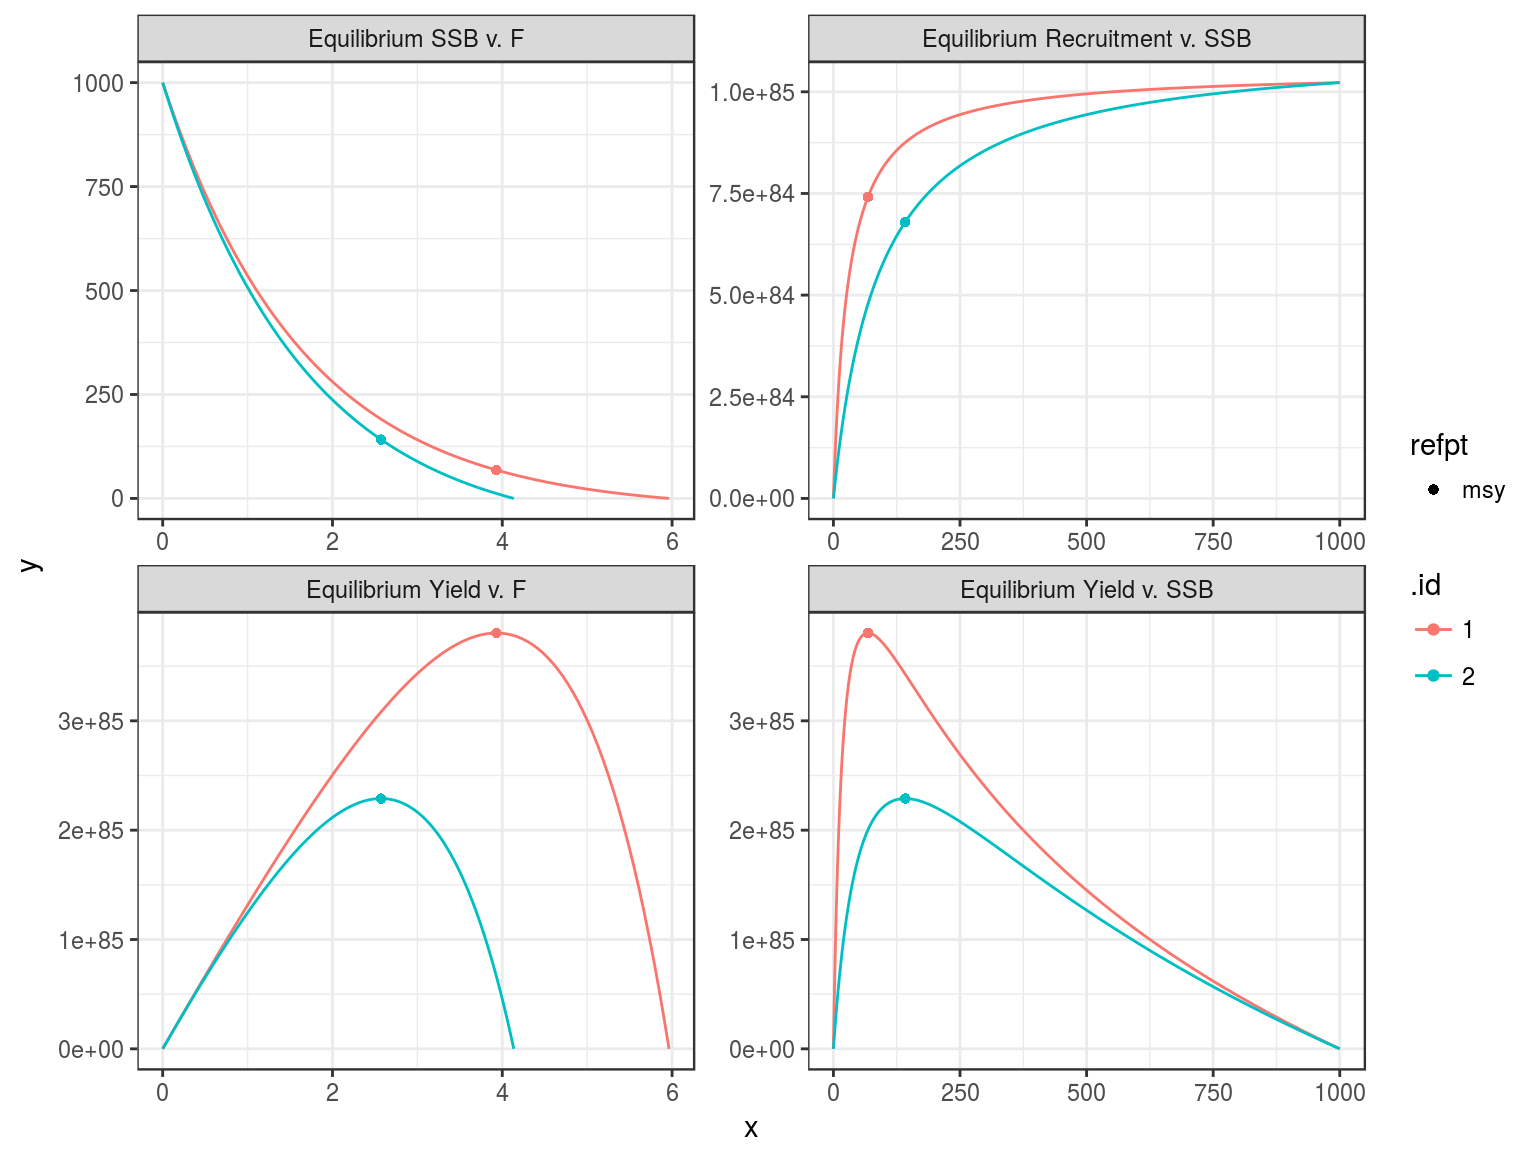 Equilibrium SSB v. F
1000
750
500
250
0
0 2 4 6
Equilibrium Recruitment v. SSB
1.0e+85
7.5e+84
5.0e+84
2.5e+84
0.0e+00
0 250 500 750 1000
Equilibrium Yield v. F
3e+85
2e+85
1e+85
0e+00
0 2 4 6
Equilibrium Yield v. SSB
3e+85
2e+85
1e+85
0e+00
0 250 500 750 1000
y
x
refpt
msy
.id
1
2